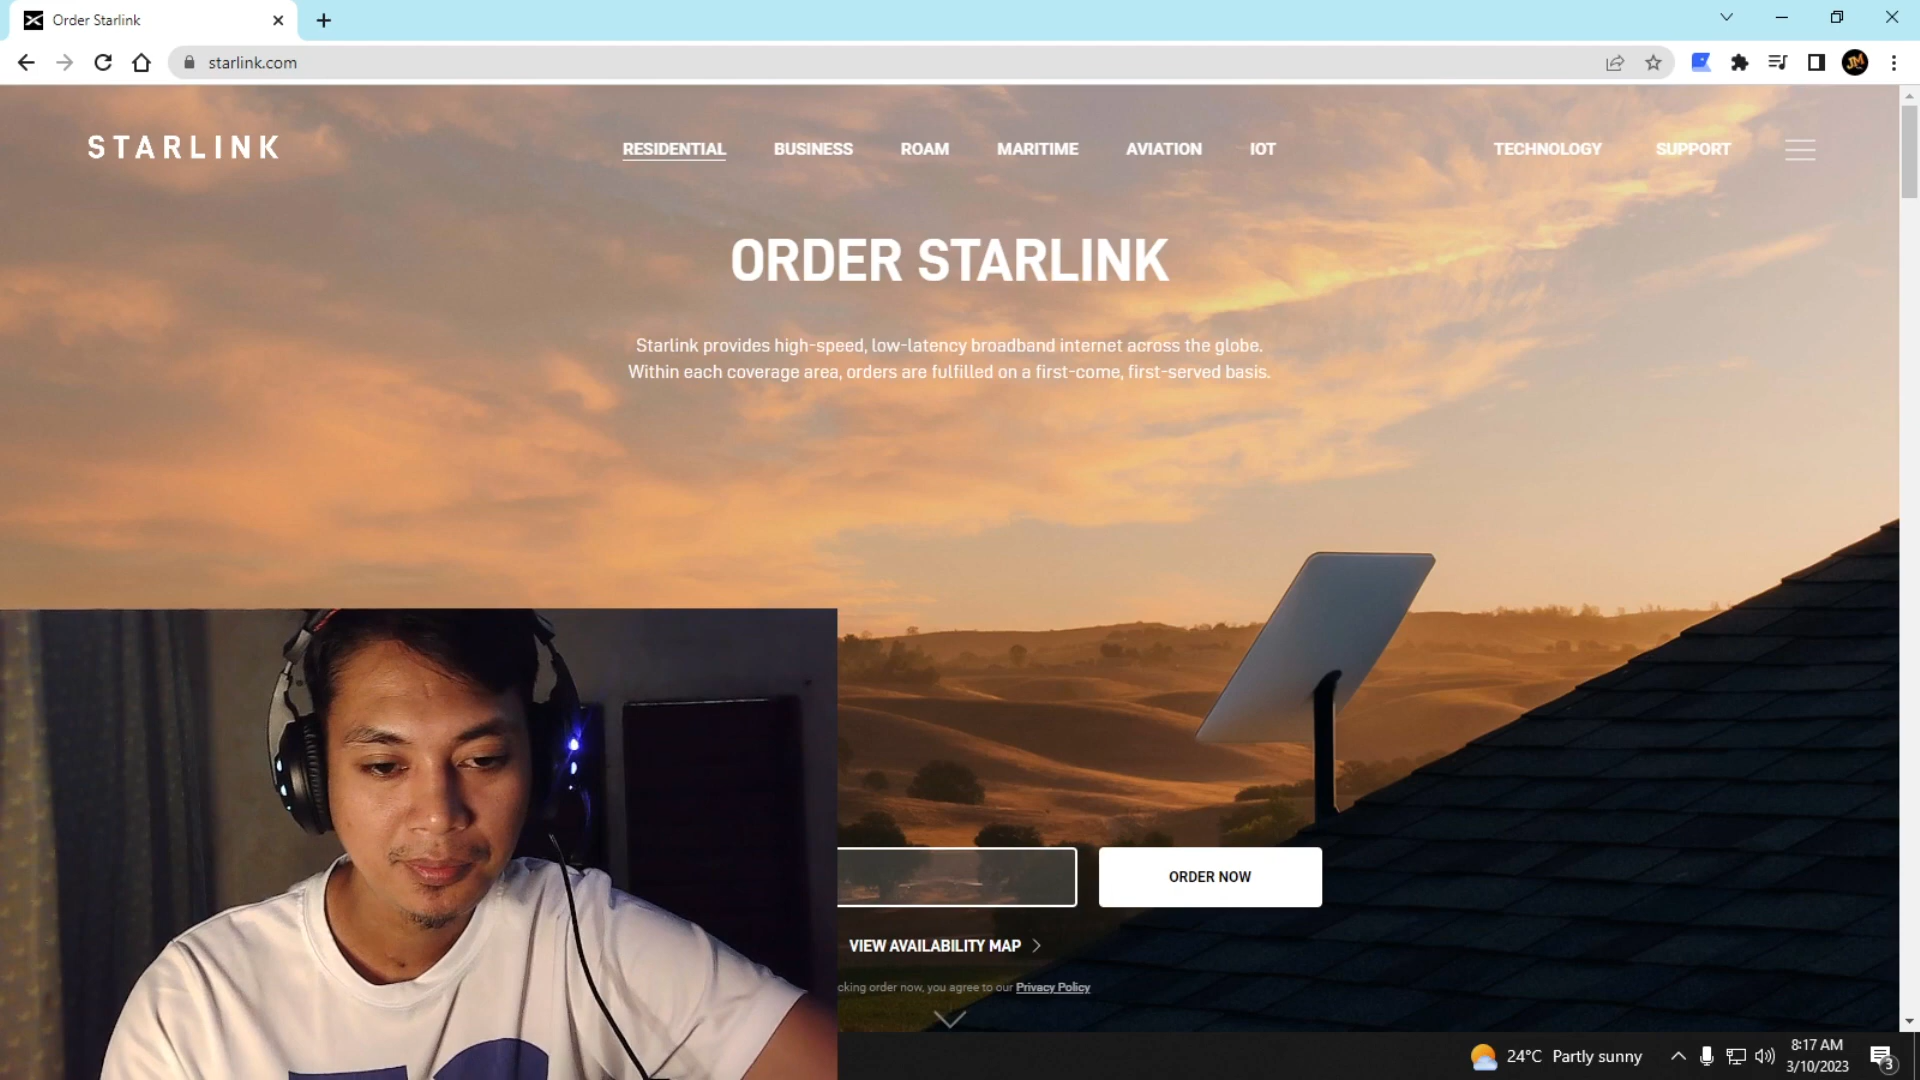 Order Starlink
starlink.com
STARLINK
RESIDENTIAL BUSINESS ROAM MARITIME AVIATION IOT TECHNOLOGY SUPPORT
ORDER STARLINK
Starlink provides high-speed, low-latency broadband internet across the globe.
Within each coverage area, orders are fulfilled on a first-come, first-served basis.
ORDER NOW
VIEW AVAILABILITY MAP
cking order now, you agree to our Privacy Policy
24°C Partly sunny
8:17 AM
3/10/2023
3
JM